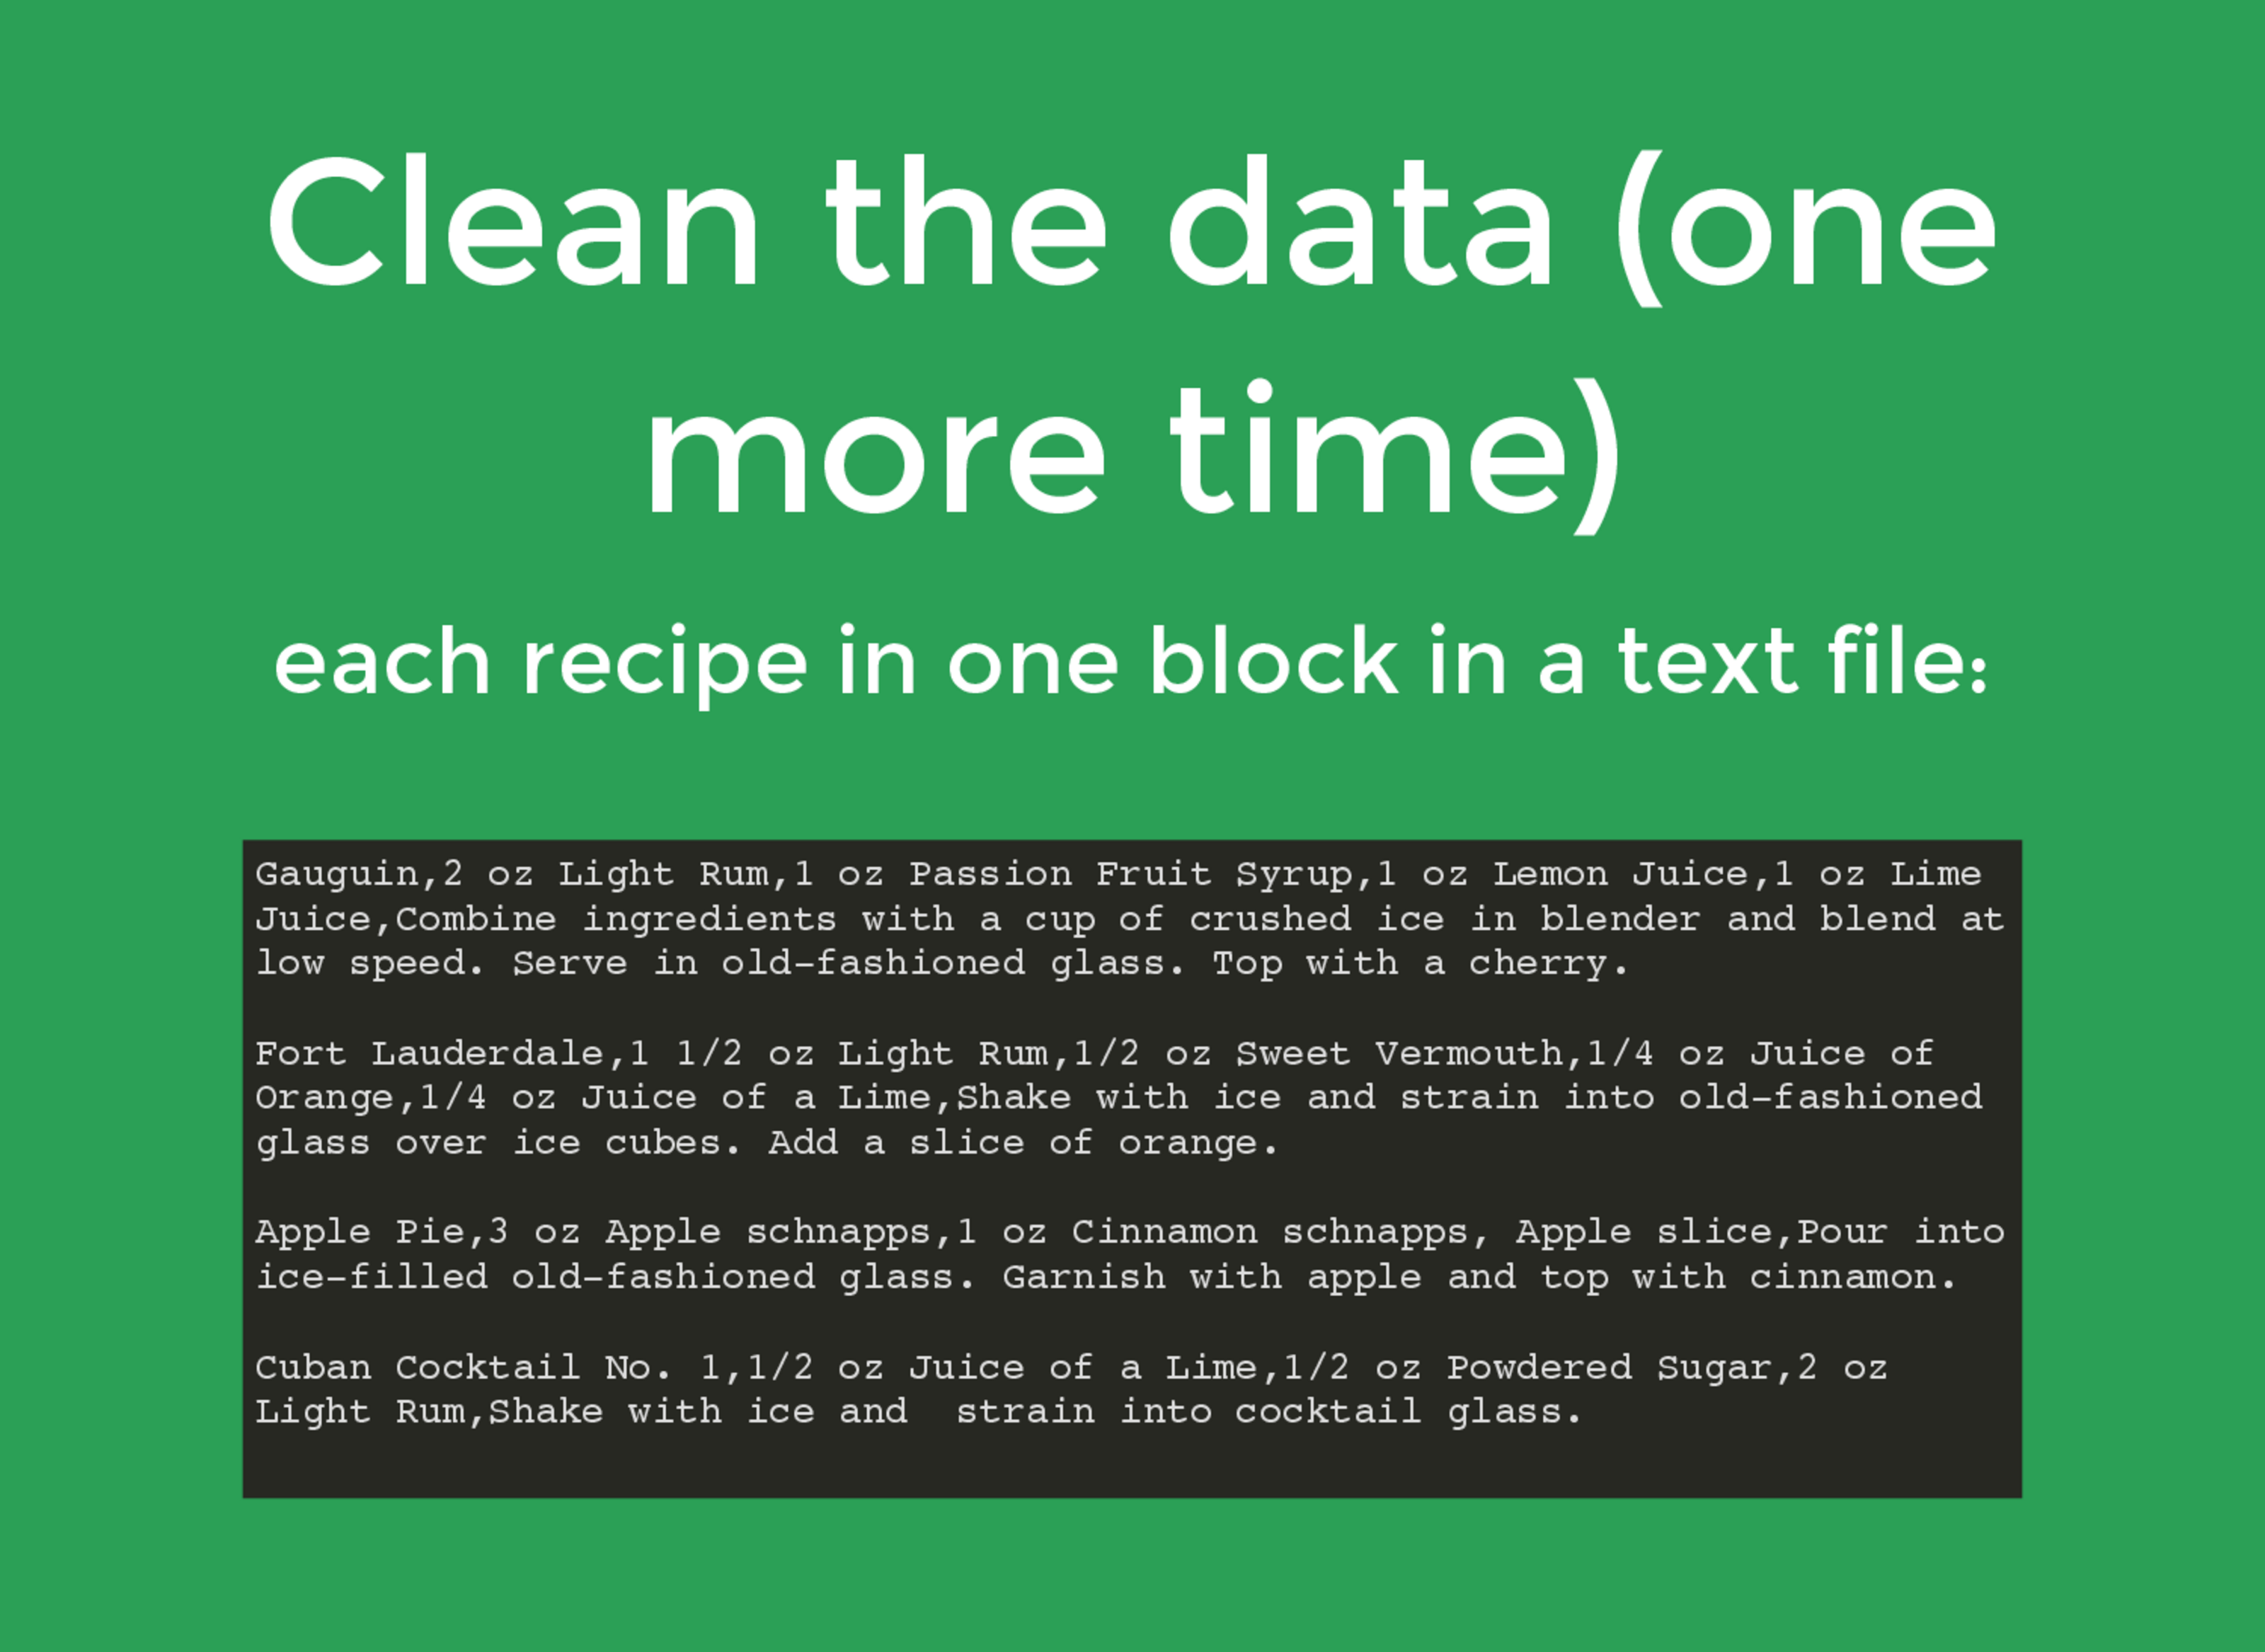 Clean the data (one
more time)
each recipe in one block in a text file:
Gauguin,2 oz Light Rum,1 oz Passion Fruit Syrup,1 oz Lemon Juice,1 oz Lime
Juice,Combine ingredients with a cup of crushed ice in blender and blend at
low speed. Serve in old-fashioned glass. Top with a cherry.
Fort Lauderdale,1 1/2 oz Light Rum,1/2 oz Sweet Vermouth,1/4 oz Juice of
Orange,1/4 oz Juice of a Lime,Shake with ice and strain into old-fashioned
glass over ice cubes. Add a slice of orange.
Apple Pie,3 oz Apple schnapps,1 oz Cinnamon schnapps, Apple slice,Pour into
ice-filled old-fashioned glass. Garnish with apple and top with cinnamon.
Cuban Cocktail No. 1,1/2 oz Juice of a Lime,1/2 oz Powdered Sugar,2 oz
Light Rum,Shake with ice and  strain into cocktail glass.